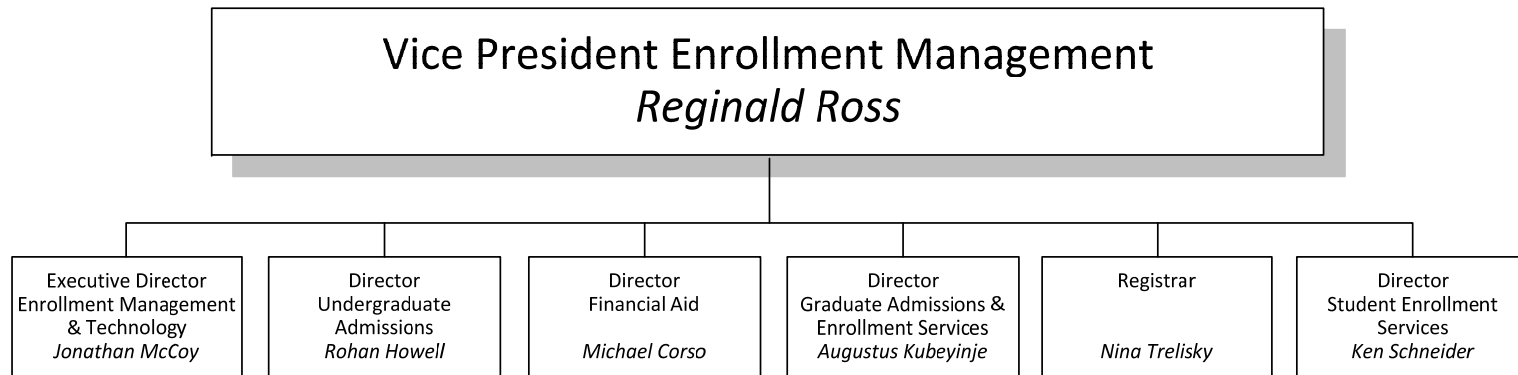 Vice President Enrollment Management
Reginald Ross
Executive Director
Enrollment Management
& Technology
Jonathan McCoy
Director
Undergraduate
Admissions
Rohan Howell
Director
Financial Aid
Michael Corso
Director
Graduate Admissions &
Enrollment Services
Augustus Kubeyinje
Registrar
Nina Trelisky
Director
Student Enrollment
Services
Ken Schneider